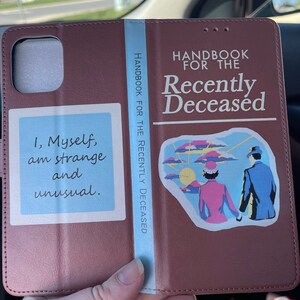 I, Myself,
am strange
and
unusual.
HANDBOOK FOR THE RECENTLY DECEASED
HANDBOOK
FOR THE
Recently
Deceased